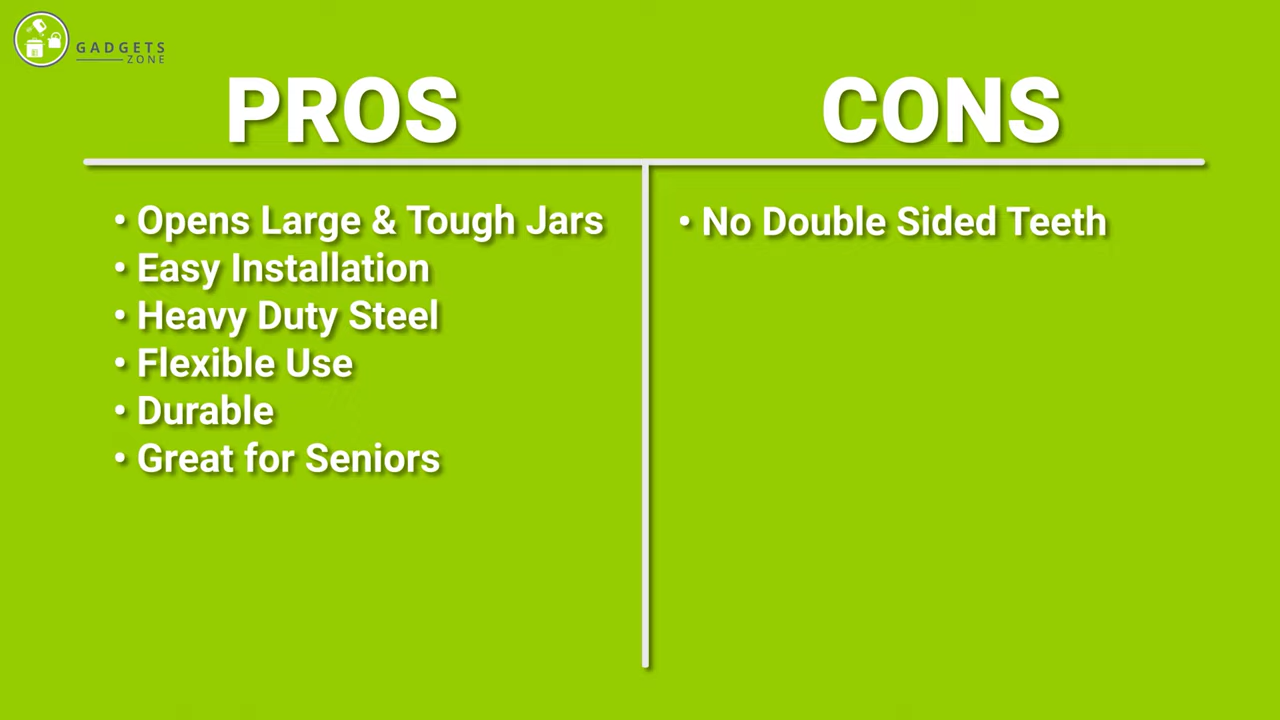 GADGETS
ZONE
PROS
CONS
• Opens Large & Tough Jars
• Easy Installation
• Heavy Duty Steel
• Flexible Use
• Durable
• Great for Seniors
• No Double Sided Teeth